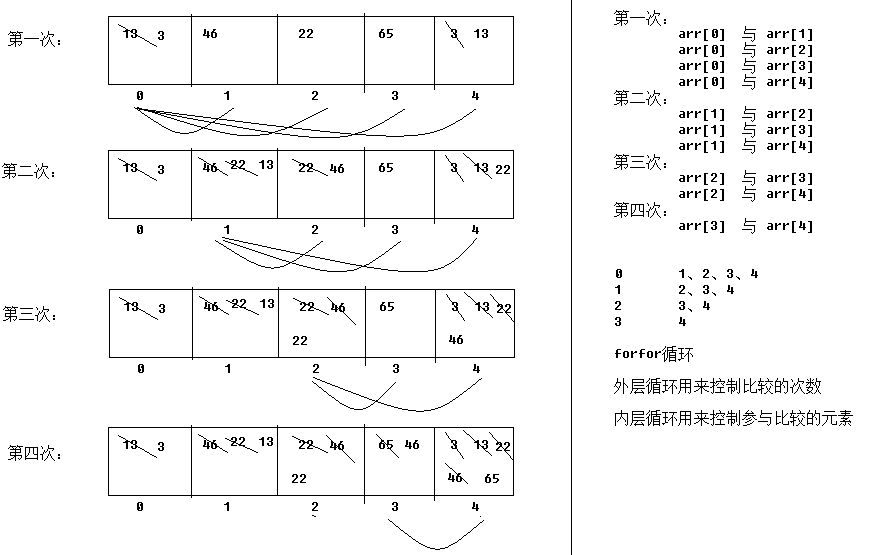 第一次：
13 3 46 22 65 3 13
0 1 2 3 4
第二次：
13 3 46 22 13 22 46 65 3 13 22
0 1 2 3 4
第三次：
13 3 46 22 13 22 46 65 3 13 22
22 46
0 1 2 3 4
第四次：
13 3 46 22 13 22 46 65 46 3 13 22
22 46 65
0 1 2 3 4
第一次：
arr[0] 与 arr[1]
arr[0] 与 arr[2]
arr[0] 与 arr[3]
arr[0] 与 arr[4]
第二次：
arr[1] 与 arr[2]
arr[1] 与 arr[3]
arr[1] 与 arr[4]
第三次：
arr[2] 与 arr[3]
arr[2] 与 arr[4]
第四次：
arr[3] 与 arr[4]
0 1、2、3、4
1 2、3、4
2 3、4
3 4
forfor循环
外层循环用来控制比较的次数
内层循环用来控制参与比较的元素